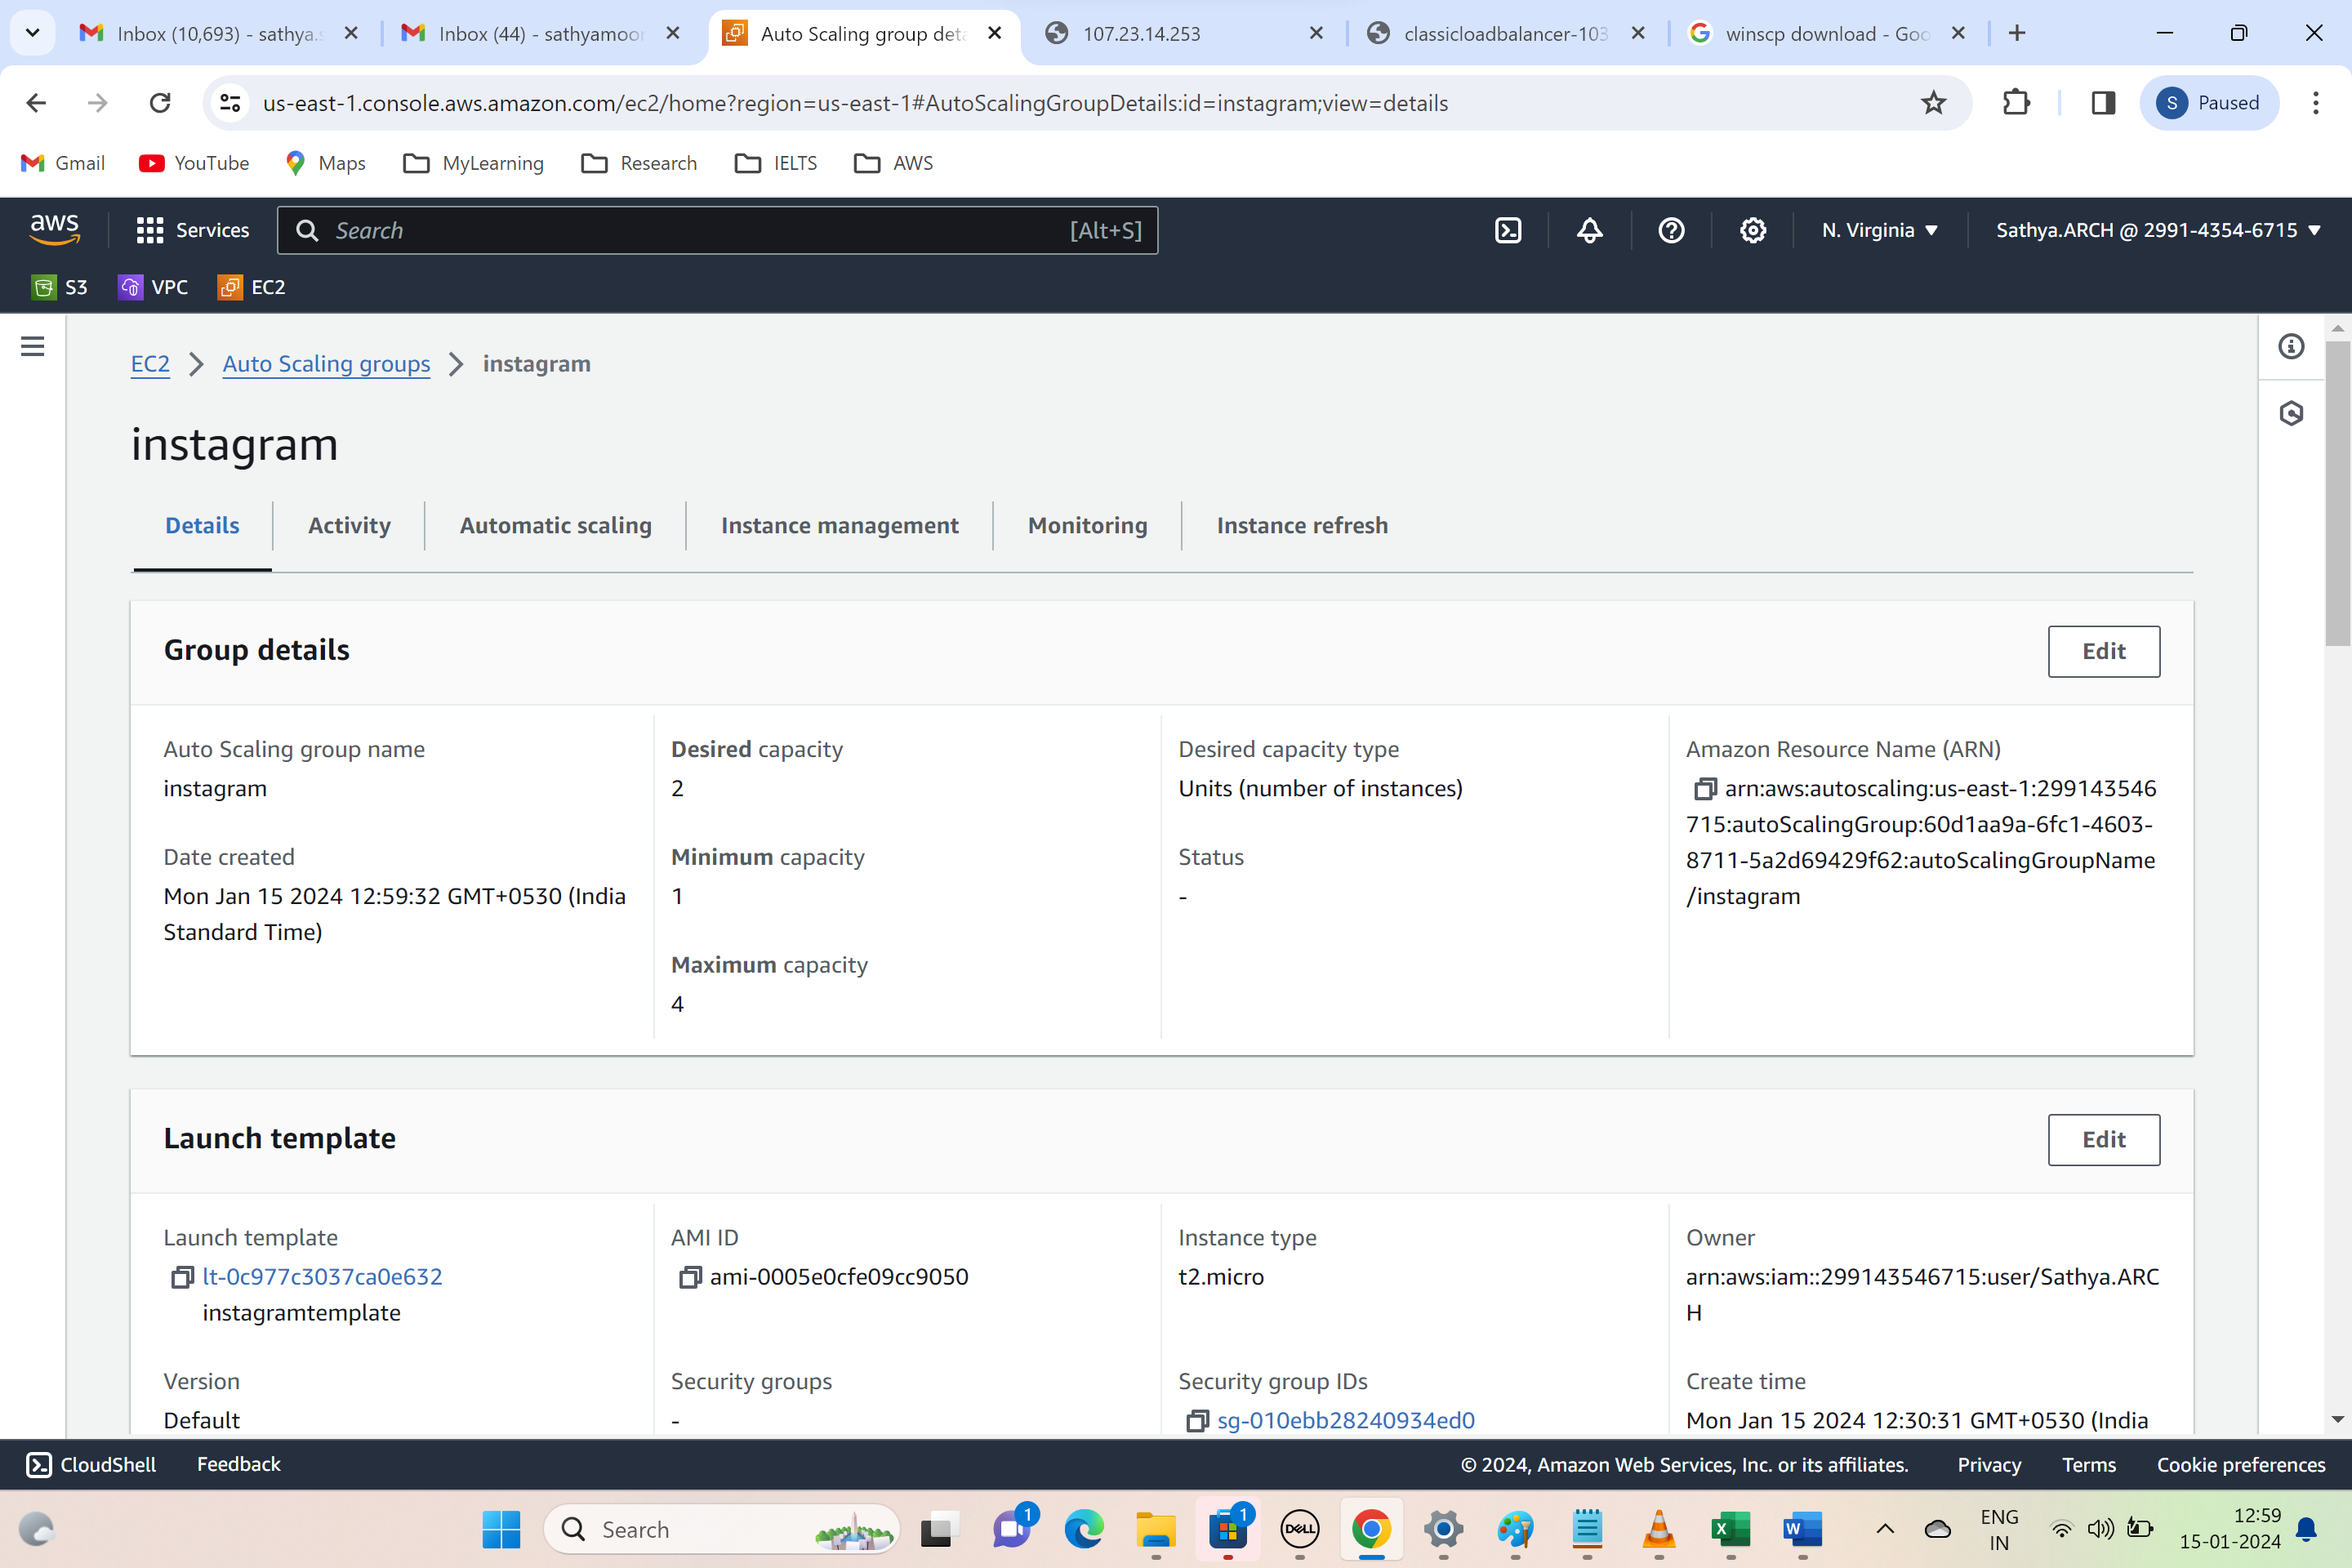 Inbox (10,693) - sathya.s
Inbox (44) - sathyamoor
Auto Scaling group deta
107.23.14.253
classicloadbalancer-103
winscp download - Goo
us-east-1.console.aws.amazon.com/ec2/home?region=us-east-1#AutoScalingGroupDetails:id=instagram;view=details
S Paused
Gmail YouTube Maps MyLearning Research IELTS AWS
aws Services Search [Alt+S] N. Virginia Sathya.ARCH @ 2991-4354-6715
S3 VPC EC2
EC2 Auto Scaling groups instagram
instagram
Details Activity Automatic scaling Instance management Monitoring Instance refresh
Group details Edit
Auto Scaling group name
instagram
Date created
Mon Jan 15 2024 12:59:32 GMT+0530 (India
Standard Time)
Desired capacity
2
Minimum capacity
1
Maximum capacity
4
Desired capacity type
Units (number of instances)
Status
-
Amazon Resource Name (ARN)
arn:aws:autoscaling:us-east-1:299143546
715:autoScalingGroup:60d1aa9a-6fc1-4603-
8711-5a2d69429f62:autoScalingGroupName
/instagram
Launch template Edit
Launch template
lt-0c977c3037ca0e632
instagramtemplate
Version
Default
AMI ID
ami-0005e0cfe09cc9050
Security groups
-
Instance type
t2.micro
Security group IDs
sg-010ebb28240934ed0
Owner
arn:aws:iam::299143546715:user/Sathya.ARC
H
Create time
Mon Jan 15 2024 12:30:31 GMT+0530 (India
CloudShell Feedback © 2024, Amazon Web Services, Inc. or its affiliates. Privacy Terms Cookie preferences
Search
1
1
DELL
X
W
ENG
IN
12:59
15-01-2024